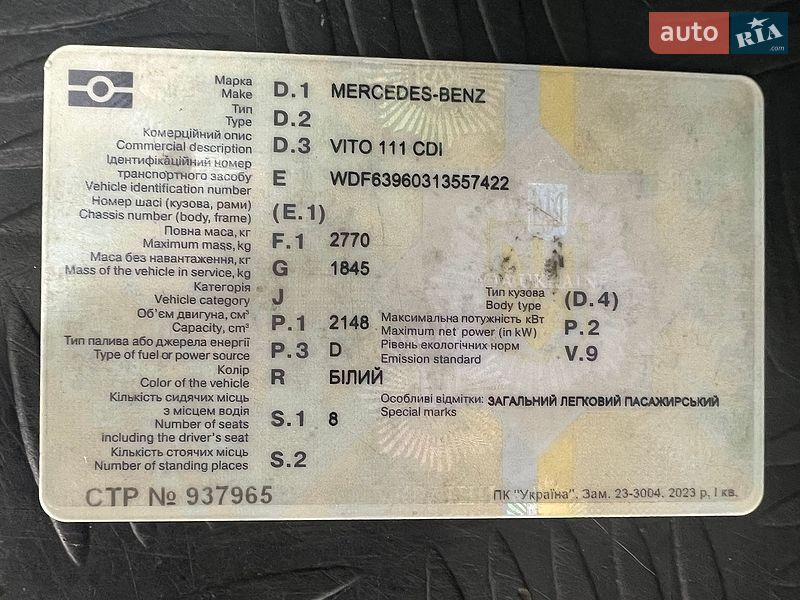 auto RIA .com
Марка
Make D.1 MERCEDES-BENZ
Тип
Type D.2
Комерційний опис
Commercial description D.3 VITO 111 CDI
Ідентифікаційний номер
транспортного засобу E WDF63960313557422
Vehicle identification number
Номер шасі (кузова, рами)
Chassis number (body, frame) (E.1)
Повна маса, кг
Maximum mass, kg F.1 2770
Маса без навантаження, кг
Mass of the vehicle in service, kg G 1845
Категорія
Vehicle category J
Тип кузова
Body type (D.4)
Об'єм двигуна, см³
Capacity, cm³ P.1 2148
Максимальна потужність кВт
Maximum net power (in kW) P.2
Тип палива або джерела енергії
Type of fuel or power source P.3 D
Рівень екологічних норм
Emission standard V.9
Колір
Color of the vehicle R БІЛИЙ
Особливі відмітки: ЗАГАЛЬНИЙ ЛЕГКОВИЙ ПАСАЖИРСЬКИЙ
Special marks
Кількість сидячих місць
з місцем водія
Number of seats S.1 8
including the driver's seat
Кількість стоячих місць
Number of standing places S.2
СТР № 937965
ПК "Україна". Зам. 23-3004. 2023 р. І кв.